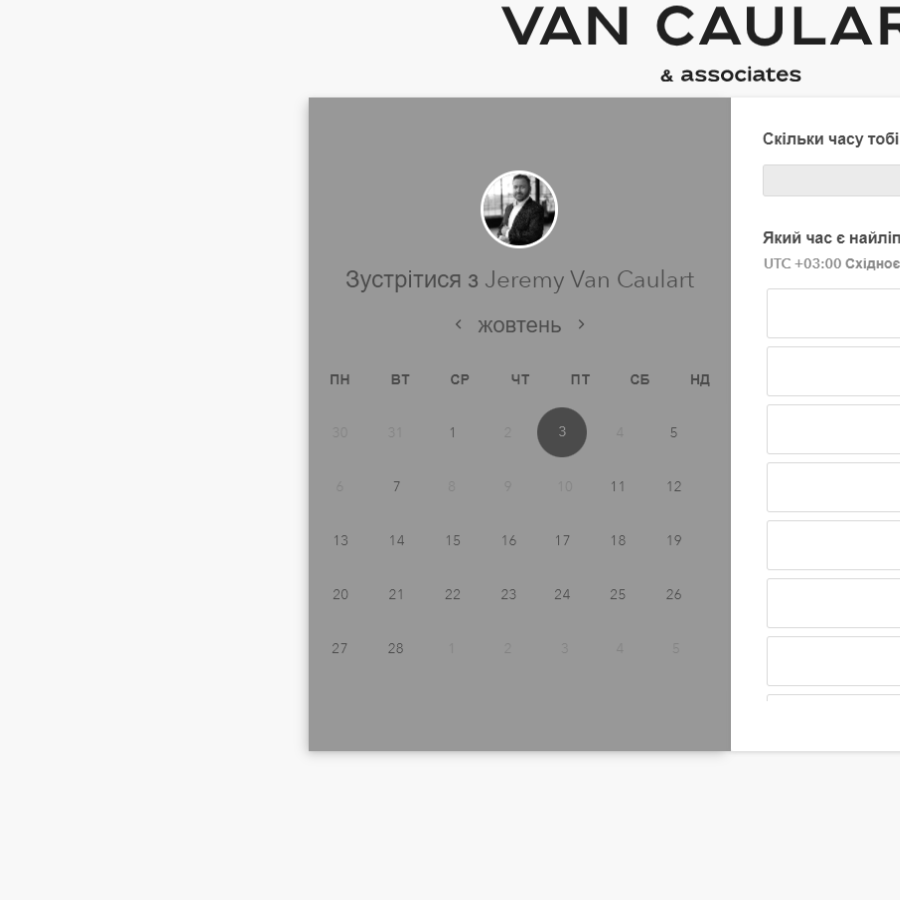 VAN CAULAR
& associates
Зустрітися з Jeremy Van Caulart
жовтень
ПН ВТ СР ЧТ ПТ СБ НД
30 31 1 2 3 4 5
6 7 8 9 10 11 12
13 14 15 16 17 18 19
20 21 22 23 24 25 26
27 28 1 2 3 4 5
Скільки часу тобі
Який час є найліп
UTC +03:00 Східноє